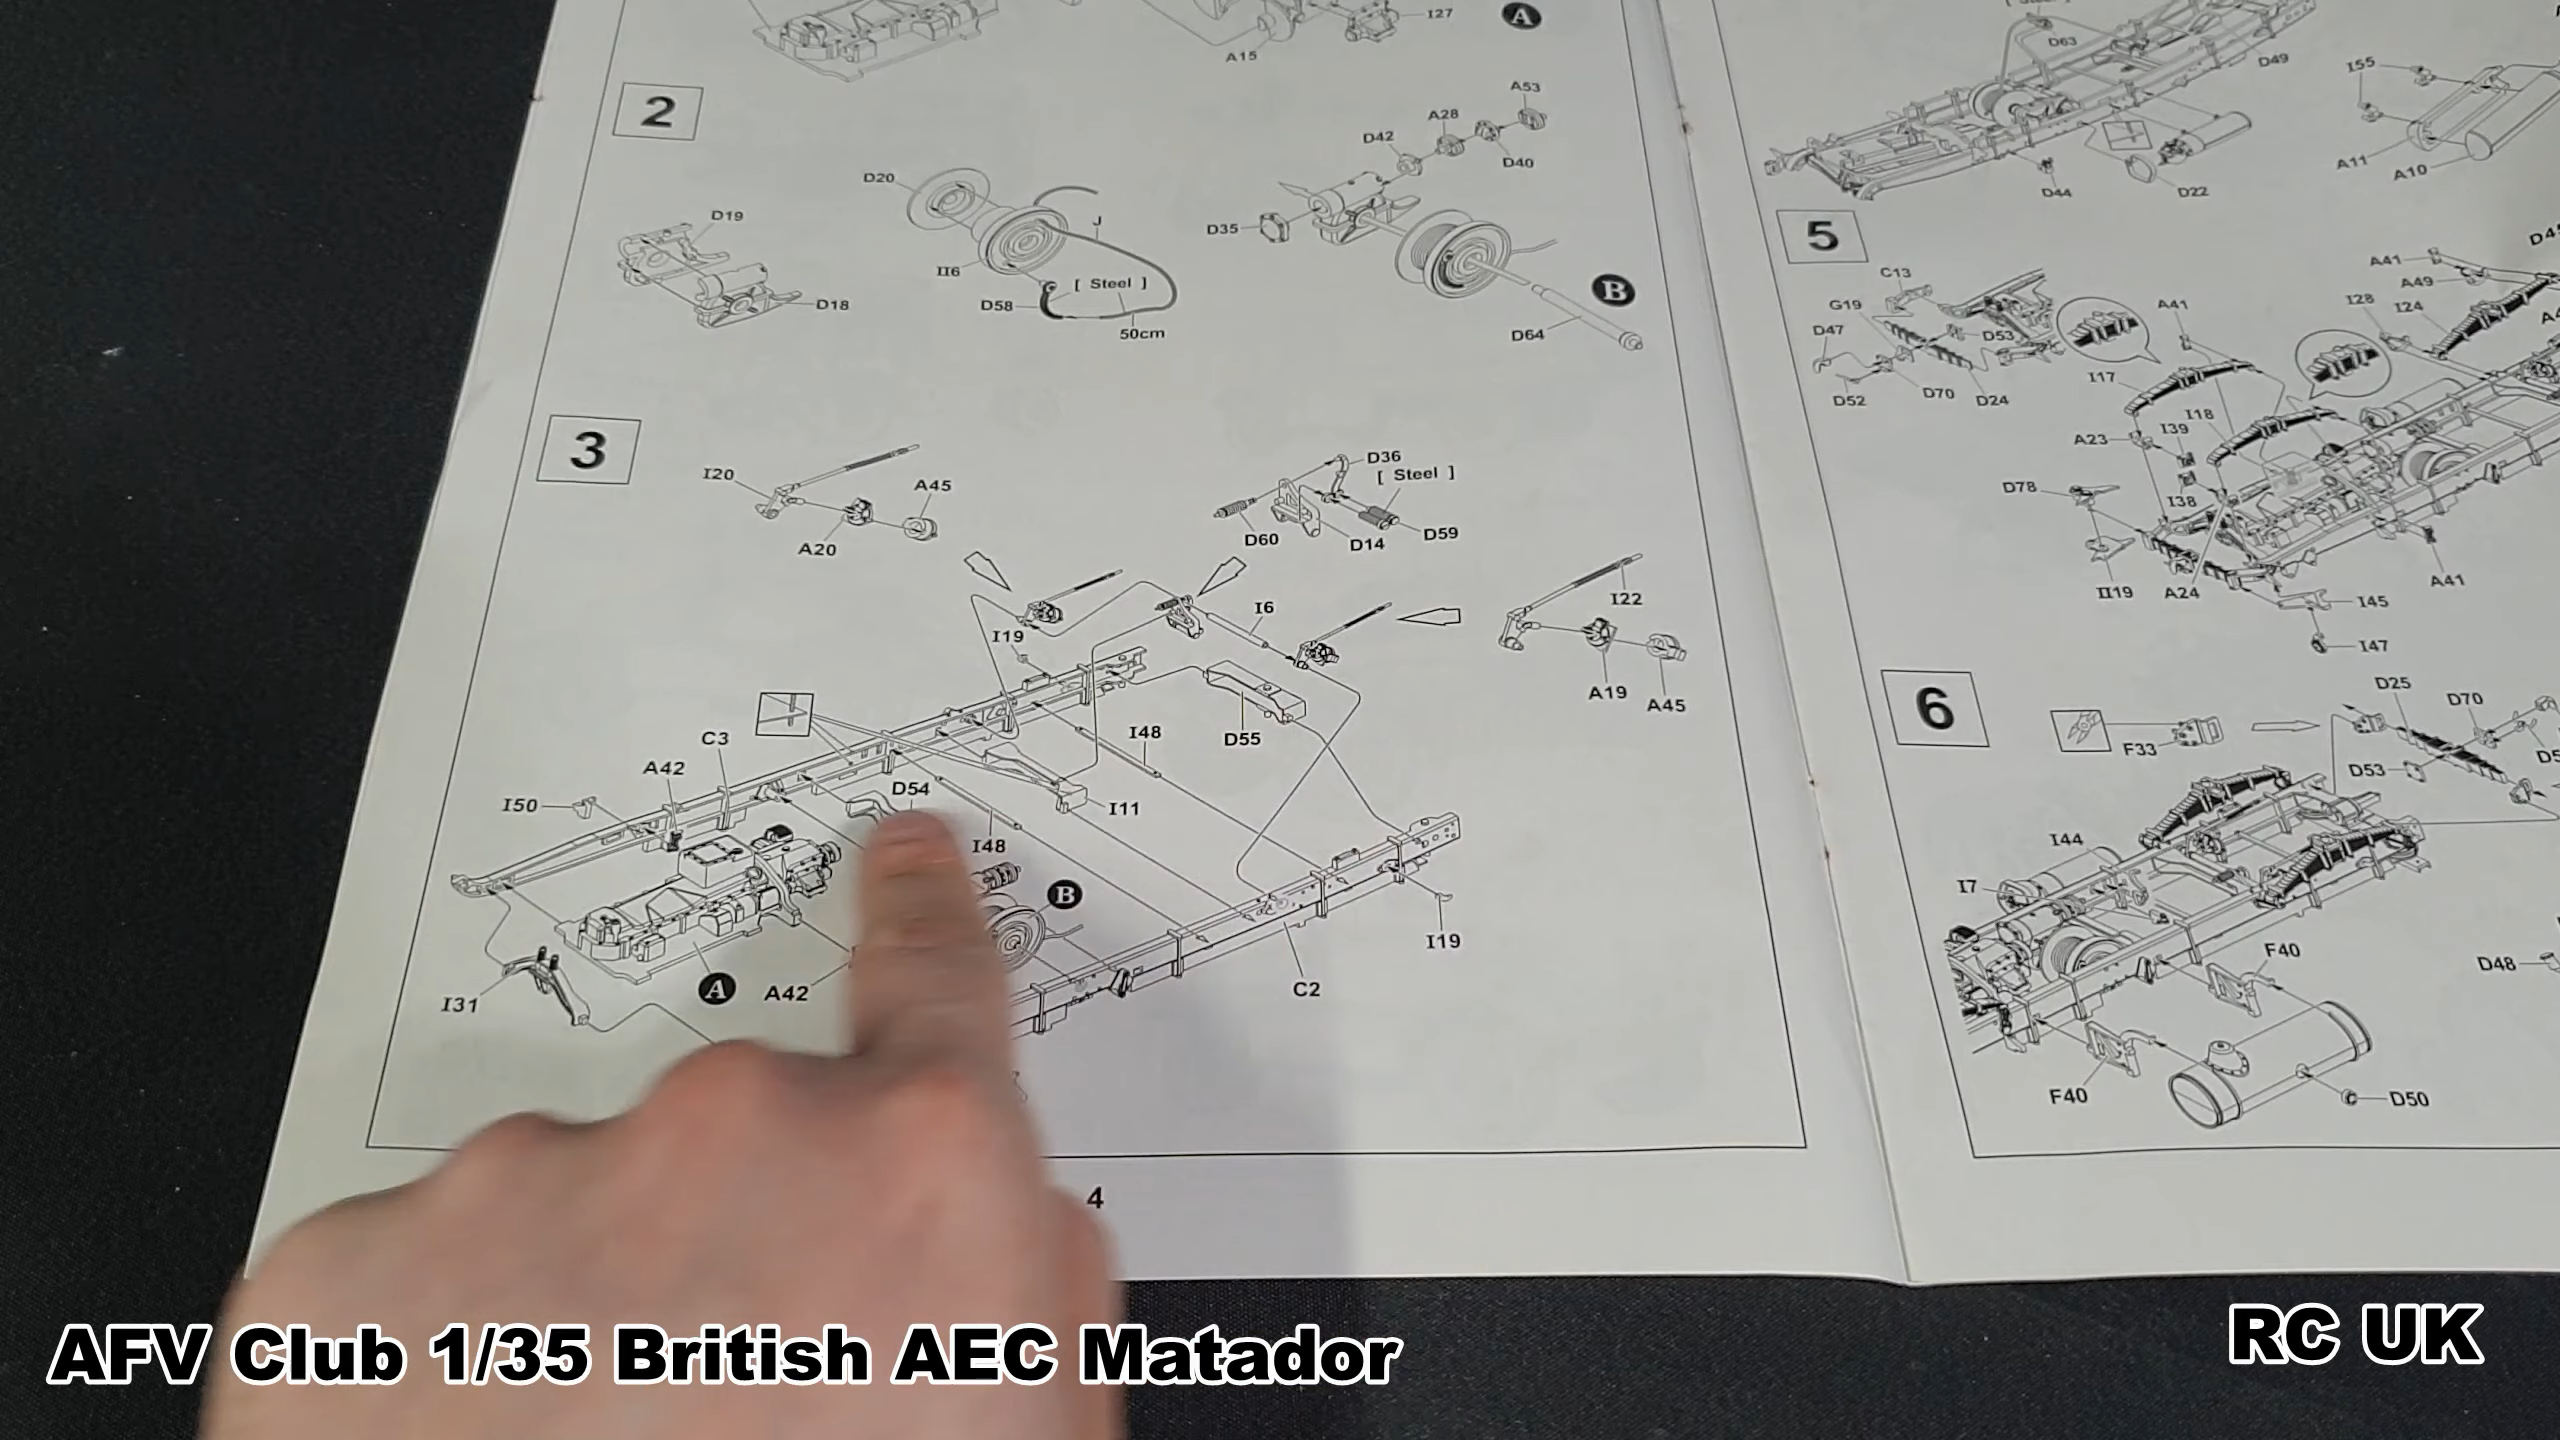 I27
A
A15
2
A53
A28
D42
D40
D20
D19
J
D35
II6
[ Steel ]
D58
D18
50cm
B
D64
3
I20
A45
A20
D36
[ Steel ]
D60
D14
D59
I19
I6
I22
A19
A45
C3
A42
I50
D54
I48
D55
I48
I11
B
I19
C2
I31
A
A42
4
D63
D49
I55
A11
A10
D44
D22
5
C13
G19
D47
D53
D52
D70
D24
A41
A41
A49
I28
I24
I17
I18
I39
A23
D78
I38
II19
A24
A41
I45
I47
6
F33
D25
D70
D53
I44
I7
F40
F40
D48
D50
AFV Club 1/35 British AEC Matador
RC UK